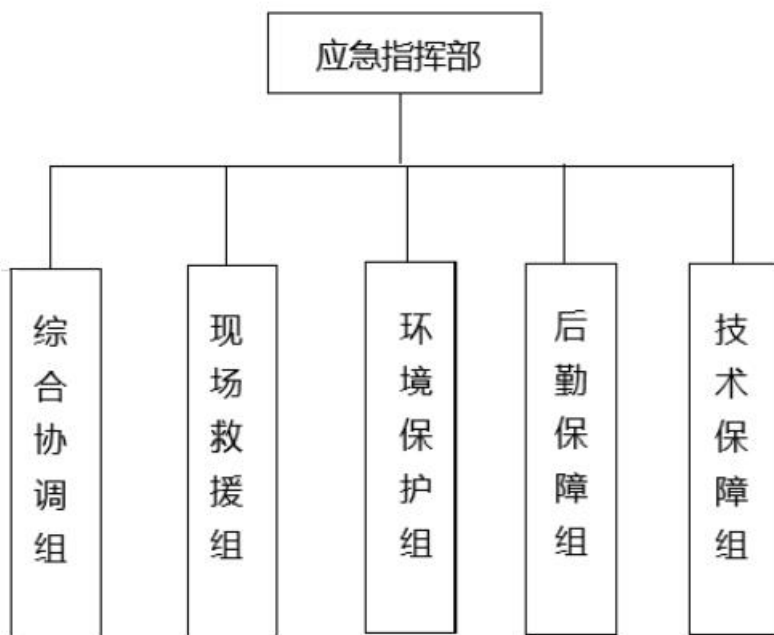 应急指挥部
综合协调组
现场救援组
环境保护组
后勤保障组
技术保障组